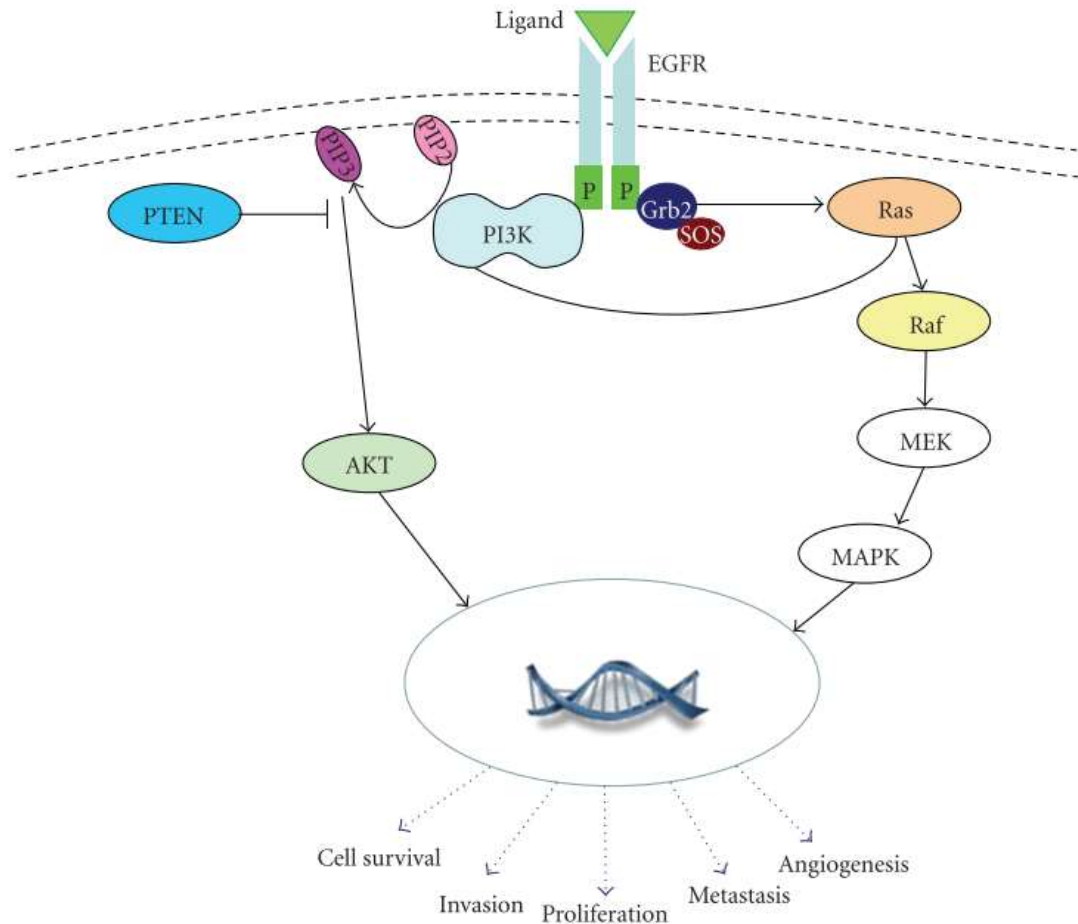 Ligand
EGFR
PIP3
PIP2
PTEN
PI3K
P
P
Grb2
SOS
Ras
Raf
AKT
MEK
MAPK
Cell survival
Invasion
Proliferation
Metastasis
Angiogenesis